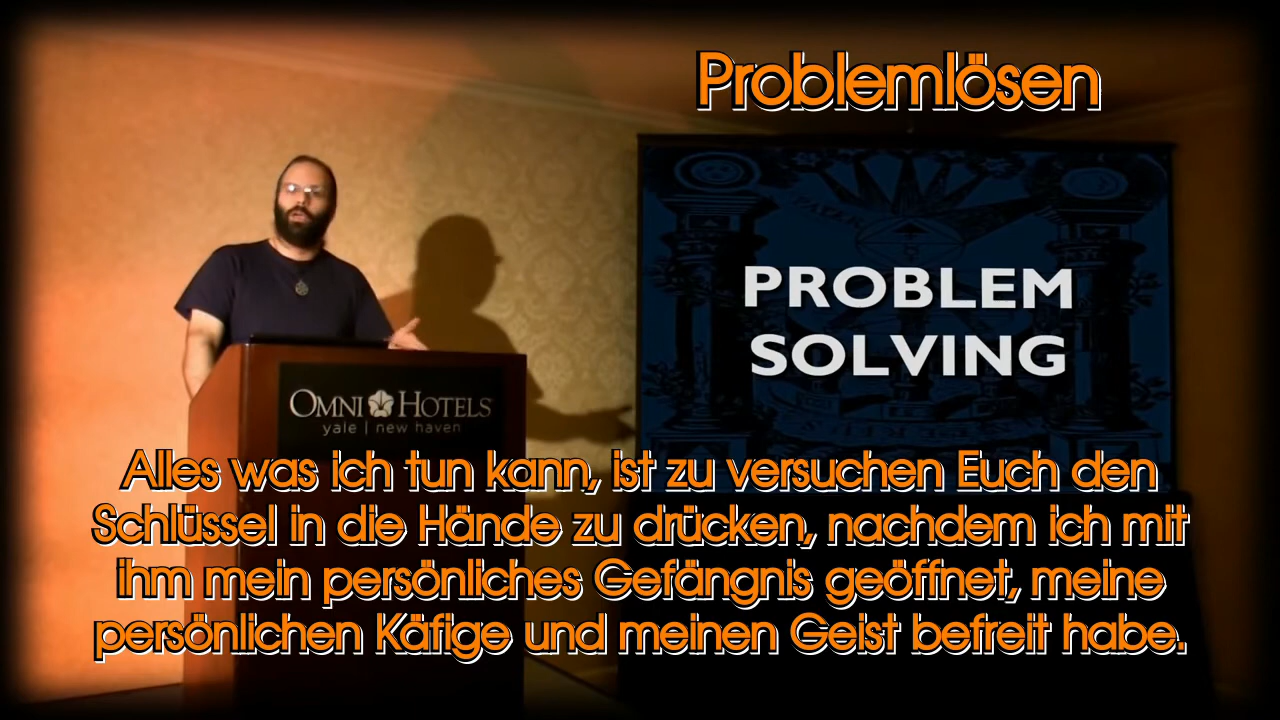 Problemlösen
PROBLEM
SOLVING
OMNI HOTELS
yale | new haven
Alles was ich tun kann, ist zu versuchen Euch den
Schlüssel in die Hände zu drücken, nachdem ich mit
ihm mein persönliches Gefängnis geöffnet, meine
persönlichen Käfige und meinen Geist befreit habe.